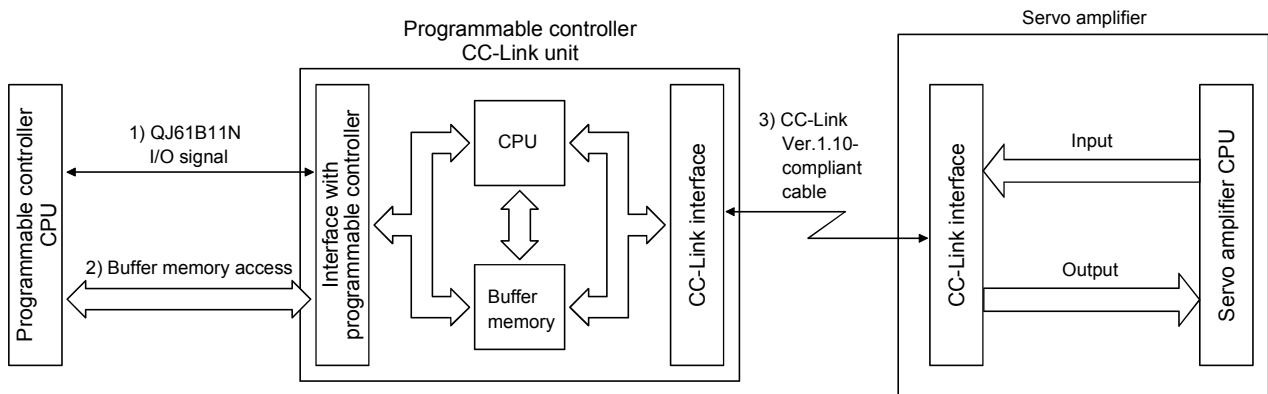 Programmable controller
CC-Link unit
Servo amplifier
Programmable controller
CPU
1) QJ61B11N
I/O signal
2) Buffer memory access
Interface with
programmable controller
CPU
Buffer
memory
CC-Link interface
3) CC-Link
Ver.1.10-
compliant
cable
CC-Link interface
Input
Output
Servo amplifier CPU